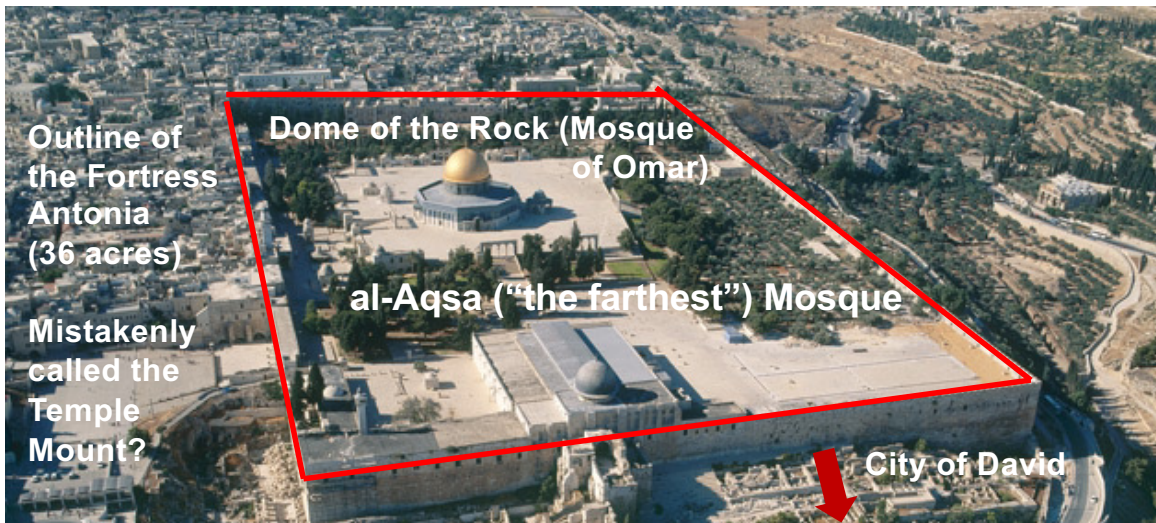 Outline of
the Fortress
Antonia
(36 acres)
Mistakenly
called the
Temple
Mount?
Dome of the Rock (Mosque
of Omar)
al-Aqsa (“the farthest”) Mosque
City of David